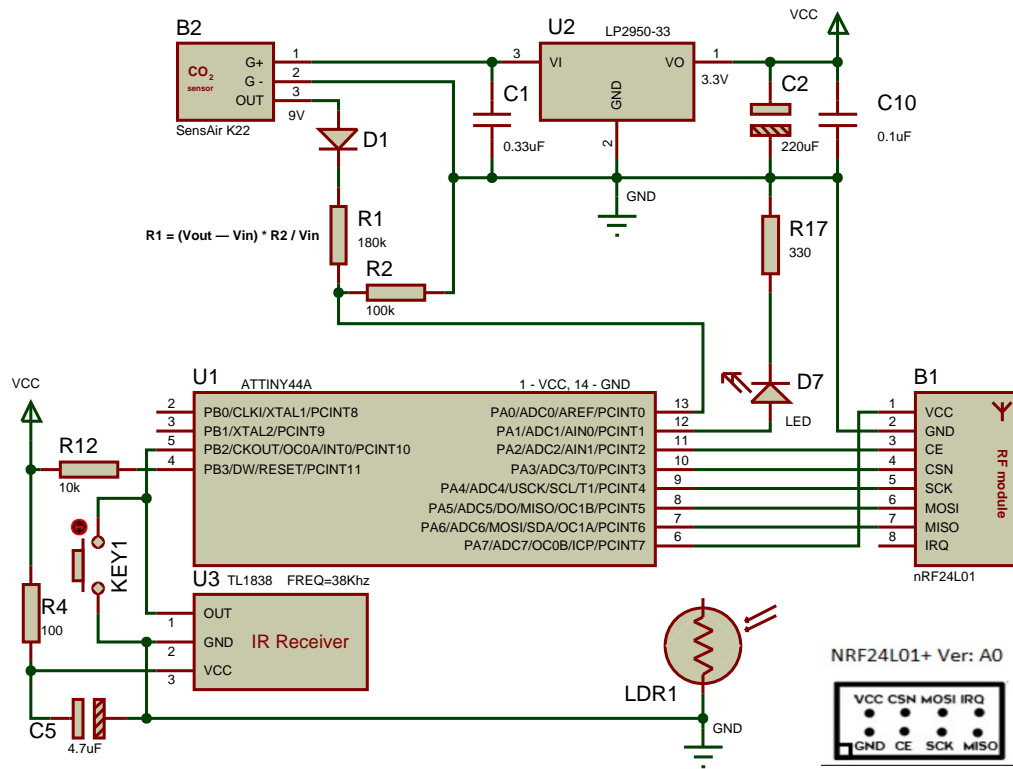 B2
CO2
sensor
G+
G -
OUT
1
2
3
9V
SensAir K22
U2
LP2950-33
VI
VO
GND
3
1
2
3.3V
VCC
C1
0.33uF
C2
220uF
C10
0.1uF
GND
D1
R1
180k
R1 = (Vout — Vin) * R2 / Vin
R2
100k
R17
330
D7
LED
VCC
R12
10k
U1
ATTINY44A
1 - VCC, 14 - GND
2
PB0/CLKI/XTAL1/PCINT8
3
PB1/XTAL2/PCINT9
5
PB2/CKOUT/OC0A/INT0/PCINT10
4
PB3/DW/RESET/PCINT11
PA0/ADC0/AREF/PCINT0
13
PA1/ADC1/AIN0/PCINT1
12
PA2/ADC2/AIN1/PCINT2
11
PA3/ADC3/T0/PCINT3
10
PA4/ADC4/USCK/SCL/T1/PCINT4
9
PA5/ADC5/DO/MISO/OC1B/PCINT5
8
PA6/ADC6/MOSI/SDA/OC1A/PCINT6
7
PA7/ADC7/OC0B/ICP/PCINT7
6
B1
1
VCC
2
GND
3
CE
4
CSN
5
SCK
6
MOSI
7
MISO
8
IRQ
RF module
nRF24L01
KEY1
R4
100
C5
4.7uF
U3
TL1838 FREQ=38Khz
OUT
GND
VCC
1
2
3
IR Receiver
LDR1
GND
NRF24L01+ Ver: A0
VCC CSN MOSI IRQ
GND CE SCK MISO